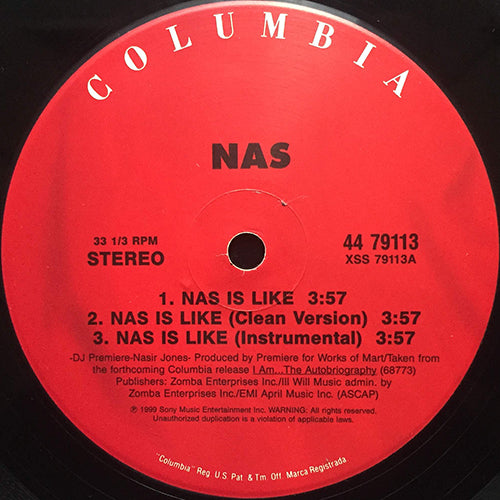 COLUMBIA
NAS
33 1/3 RPM
STEREO
44 79113
XSS 79113A
1. NAS IS LIKE 3:57
2. NAS IS LIKE (Clean Version) 3:57
3. NAS IS LIKE (Instrumental) 3:57
-DJ Premiere-Nasir Jones- Produced by Premiere for Works of Mart/Taken from
the forthcoming Columbia release I Am...The Autobriography (68773)
Publishers: Zomba Enterprises Inc./Ill Will Music admin. by
Zomba Enterprises Inc./EMI April Music Inc. (ASCAP)
℗ 1999 Sony Music Entertainment Inc. WARNING: All rights reserved.
Unauthorized duplication is a violation of applicable laws.
"Columbia" Reg. U.S. Pat. & Tm. Off. Marca Registrada.